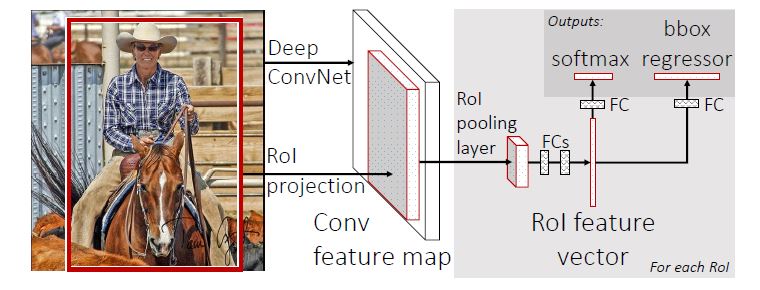 Deep
ConvNet
RoI
projection
Conv
feature map
RoI
pooling
layer
FCs
RoI feature
vector
Outputs:
softmax
bbox
regressor
FC
FC
For each RoI